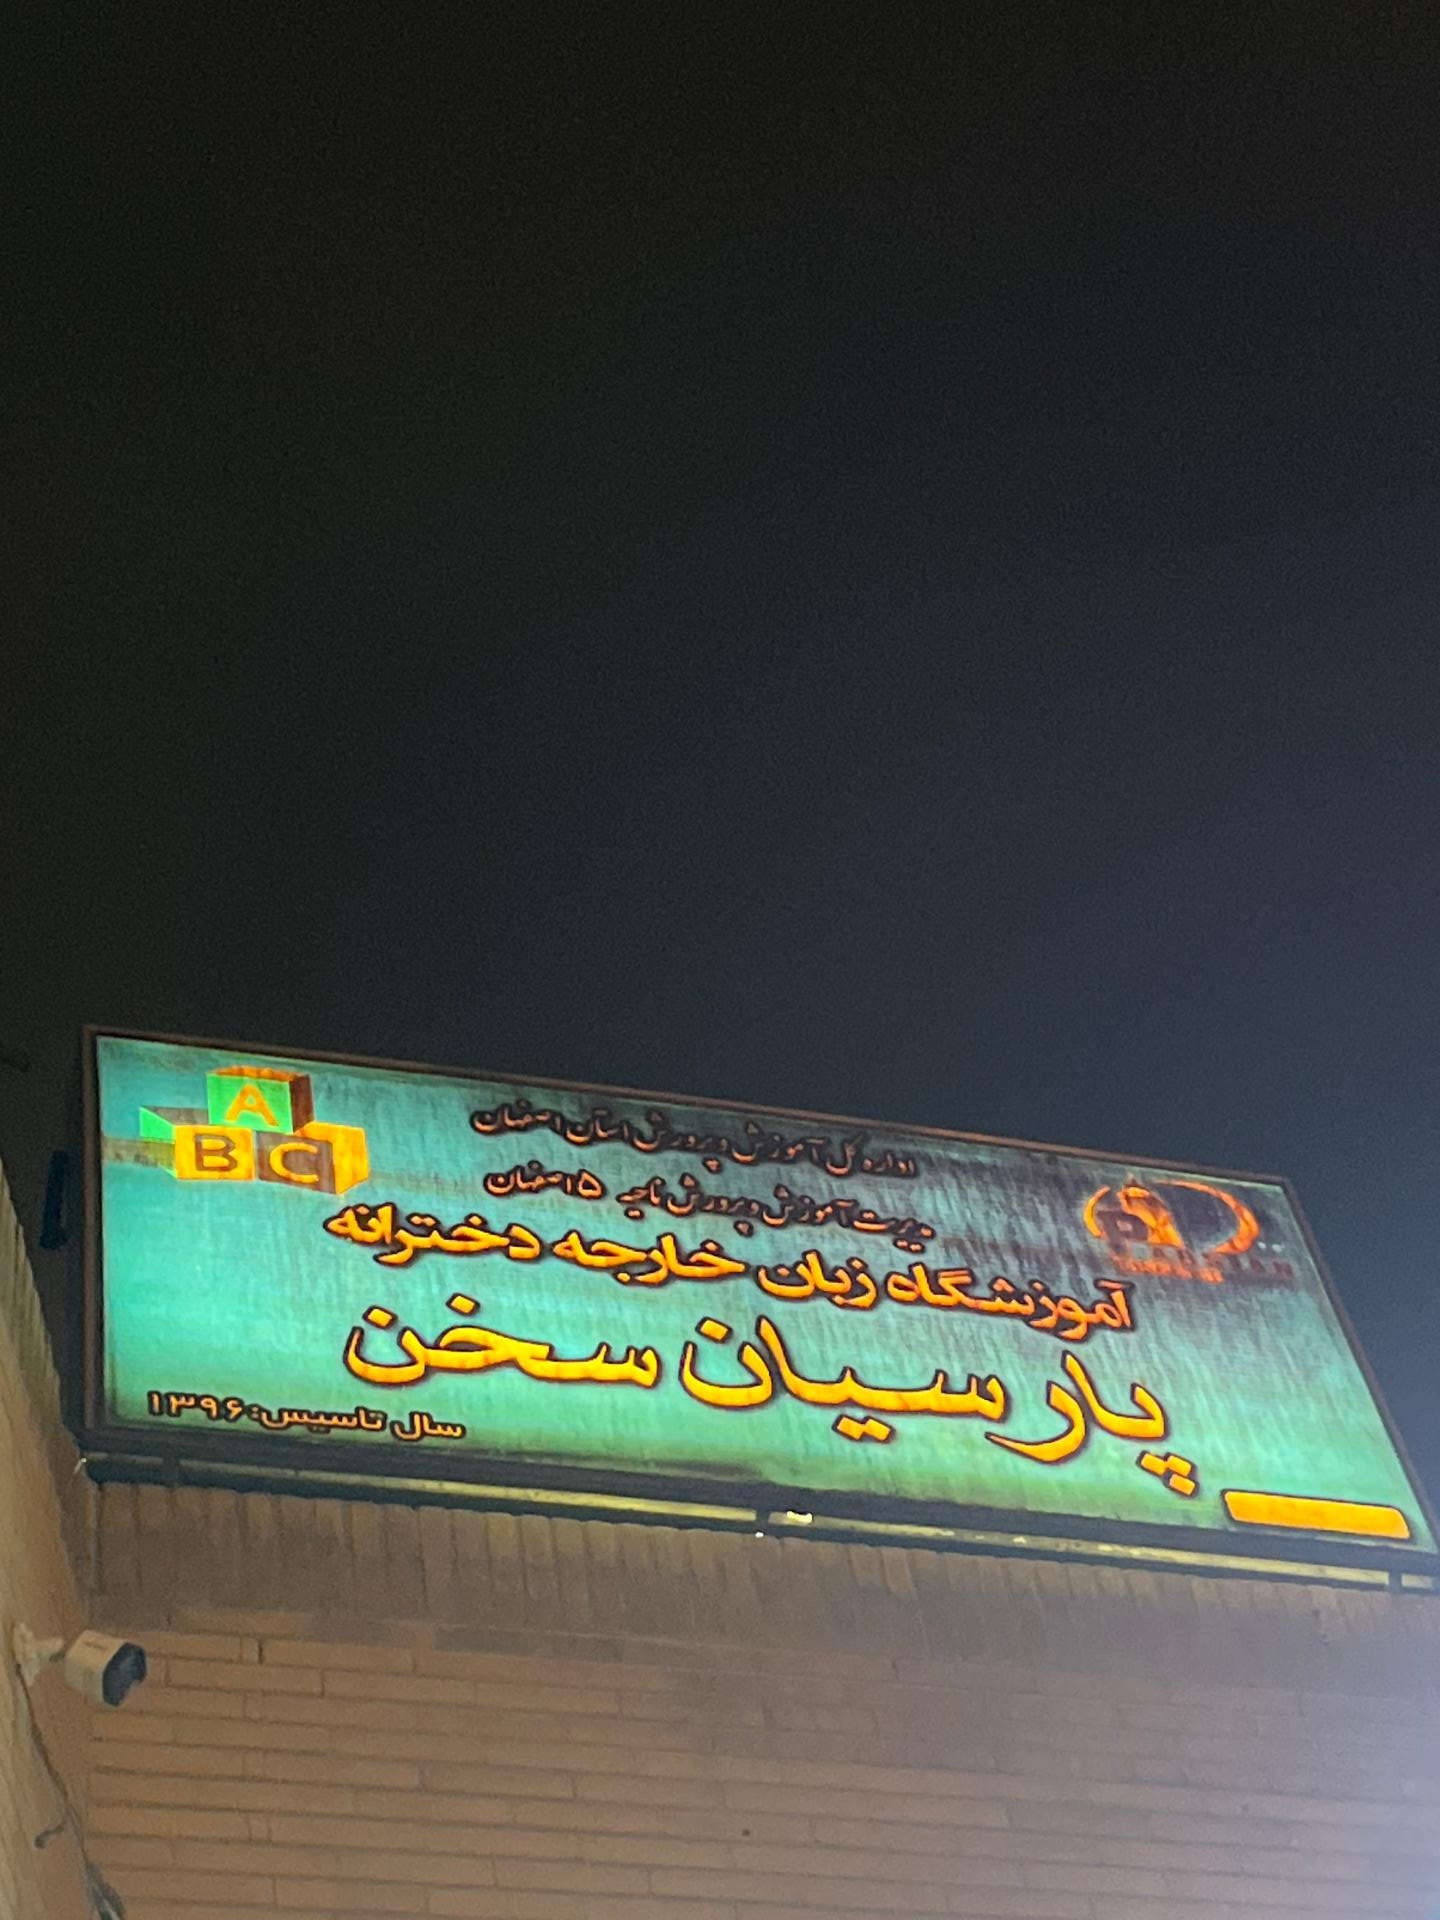 اداره کل آموزش و پرورش استان اصفهان
مدیریت آموزش و پرورش ناحیه ۵ اصفهان
آموزشگاه زبان خارجه دخترانه
پارسیان سخن
سال تاسیس:۱۳۹۶
A
B C